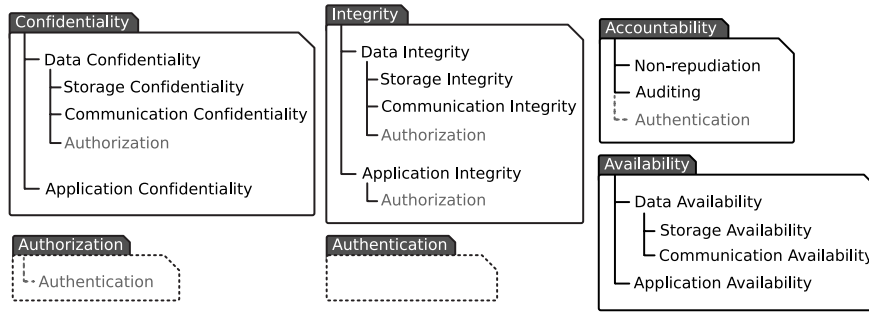 Confidentiality
Data Confidentiality
Storage Confidentiality
Communication Confidentiality
Authorization
Application Confidentiality
Integrity
Data Integrity
Storage Integrity
Communication Integrity
Authorization
Application Integrity
Authorization
Accountability
Non-repudiation
Auditing
Authentication
Availability
Data Availability
Storage Availability
Communication Availability
Application Availability
Authorization
Authentication
Authentication